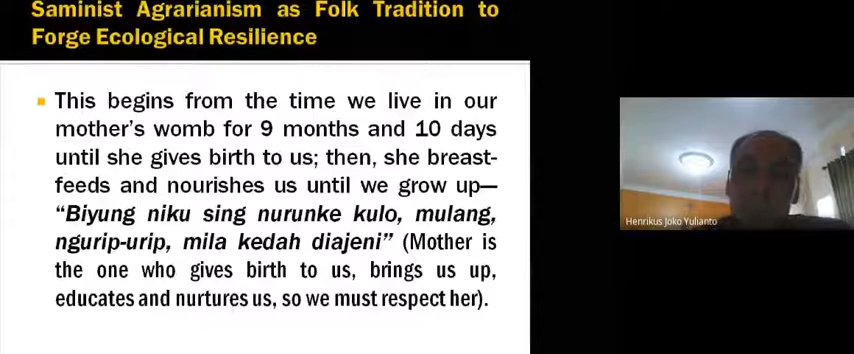 Saminist Agrarianism as Folk Tradition to
Forge Ecological Resilience
▪ This begins from the time we live in our
mother's womb for 9 months and 10 days
until she gives birth to us; then, she breast-
feeds and nourishes us until we grow up—
“Biyung niku sing nurunke kulo, mulang,
ngurip-urip, mila kedah diajeni” (Mother is
the one who gives birth to us, brings us up,
educates and nurtures us, so we must respect her).
Henrikus Joko Yulianto